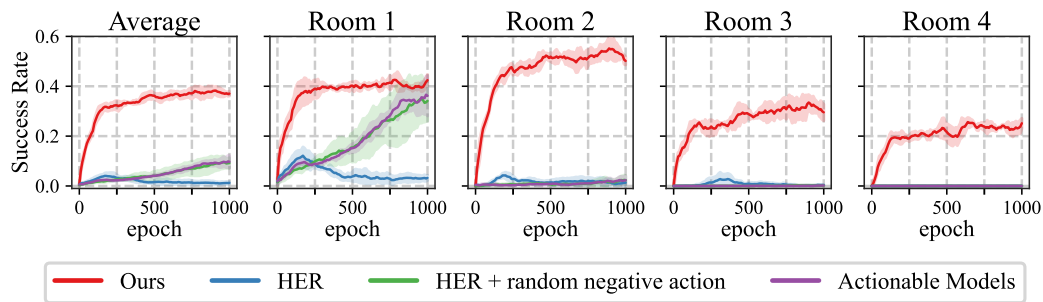 Average Room 1 Room 2 Room 3 Room 4
Success Rate
0.6
0.4
0.2
0.0
0 500 1000 0 500 1000 0 500 1000 0 500 1000 0 500 1000
epoch epoch epoch epoch epoch
Ours HER HER + random negative action Actionable Models